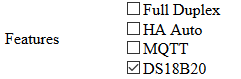 Full Duplex
HA Auto
Features
MQTT
DS18B20